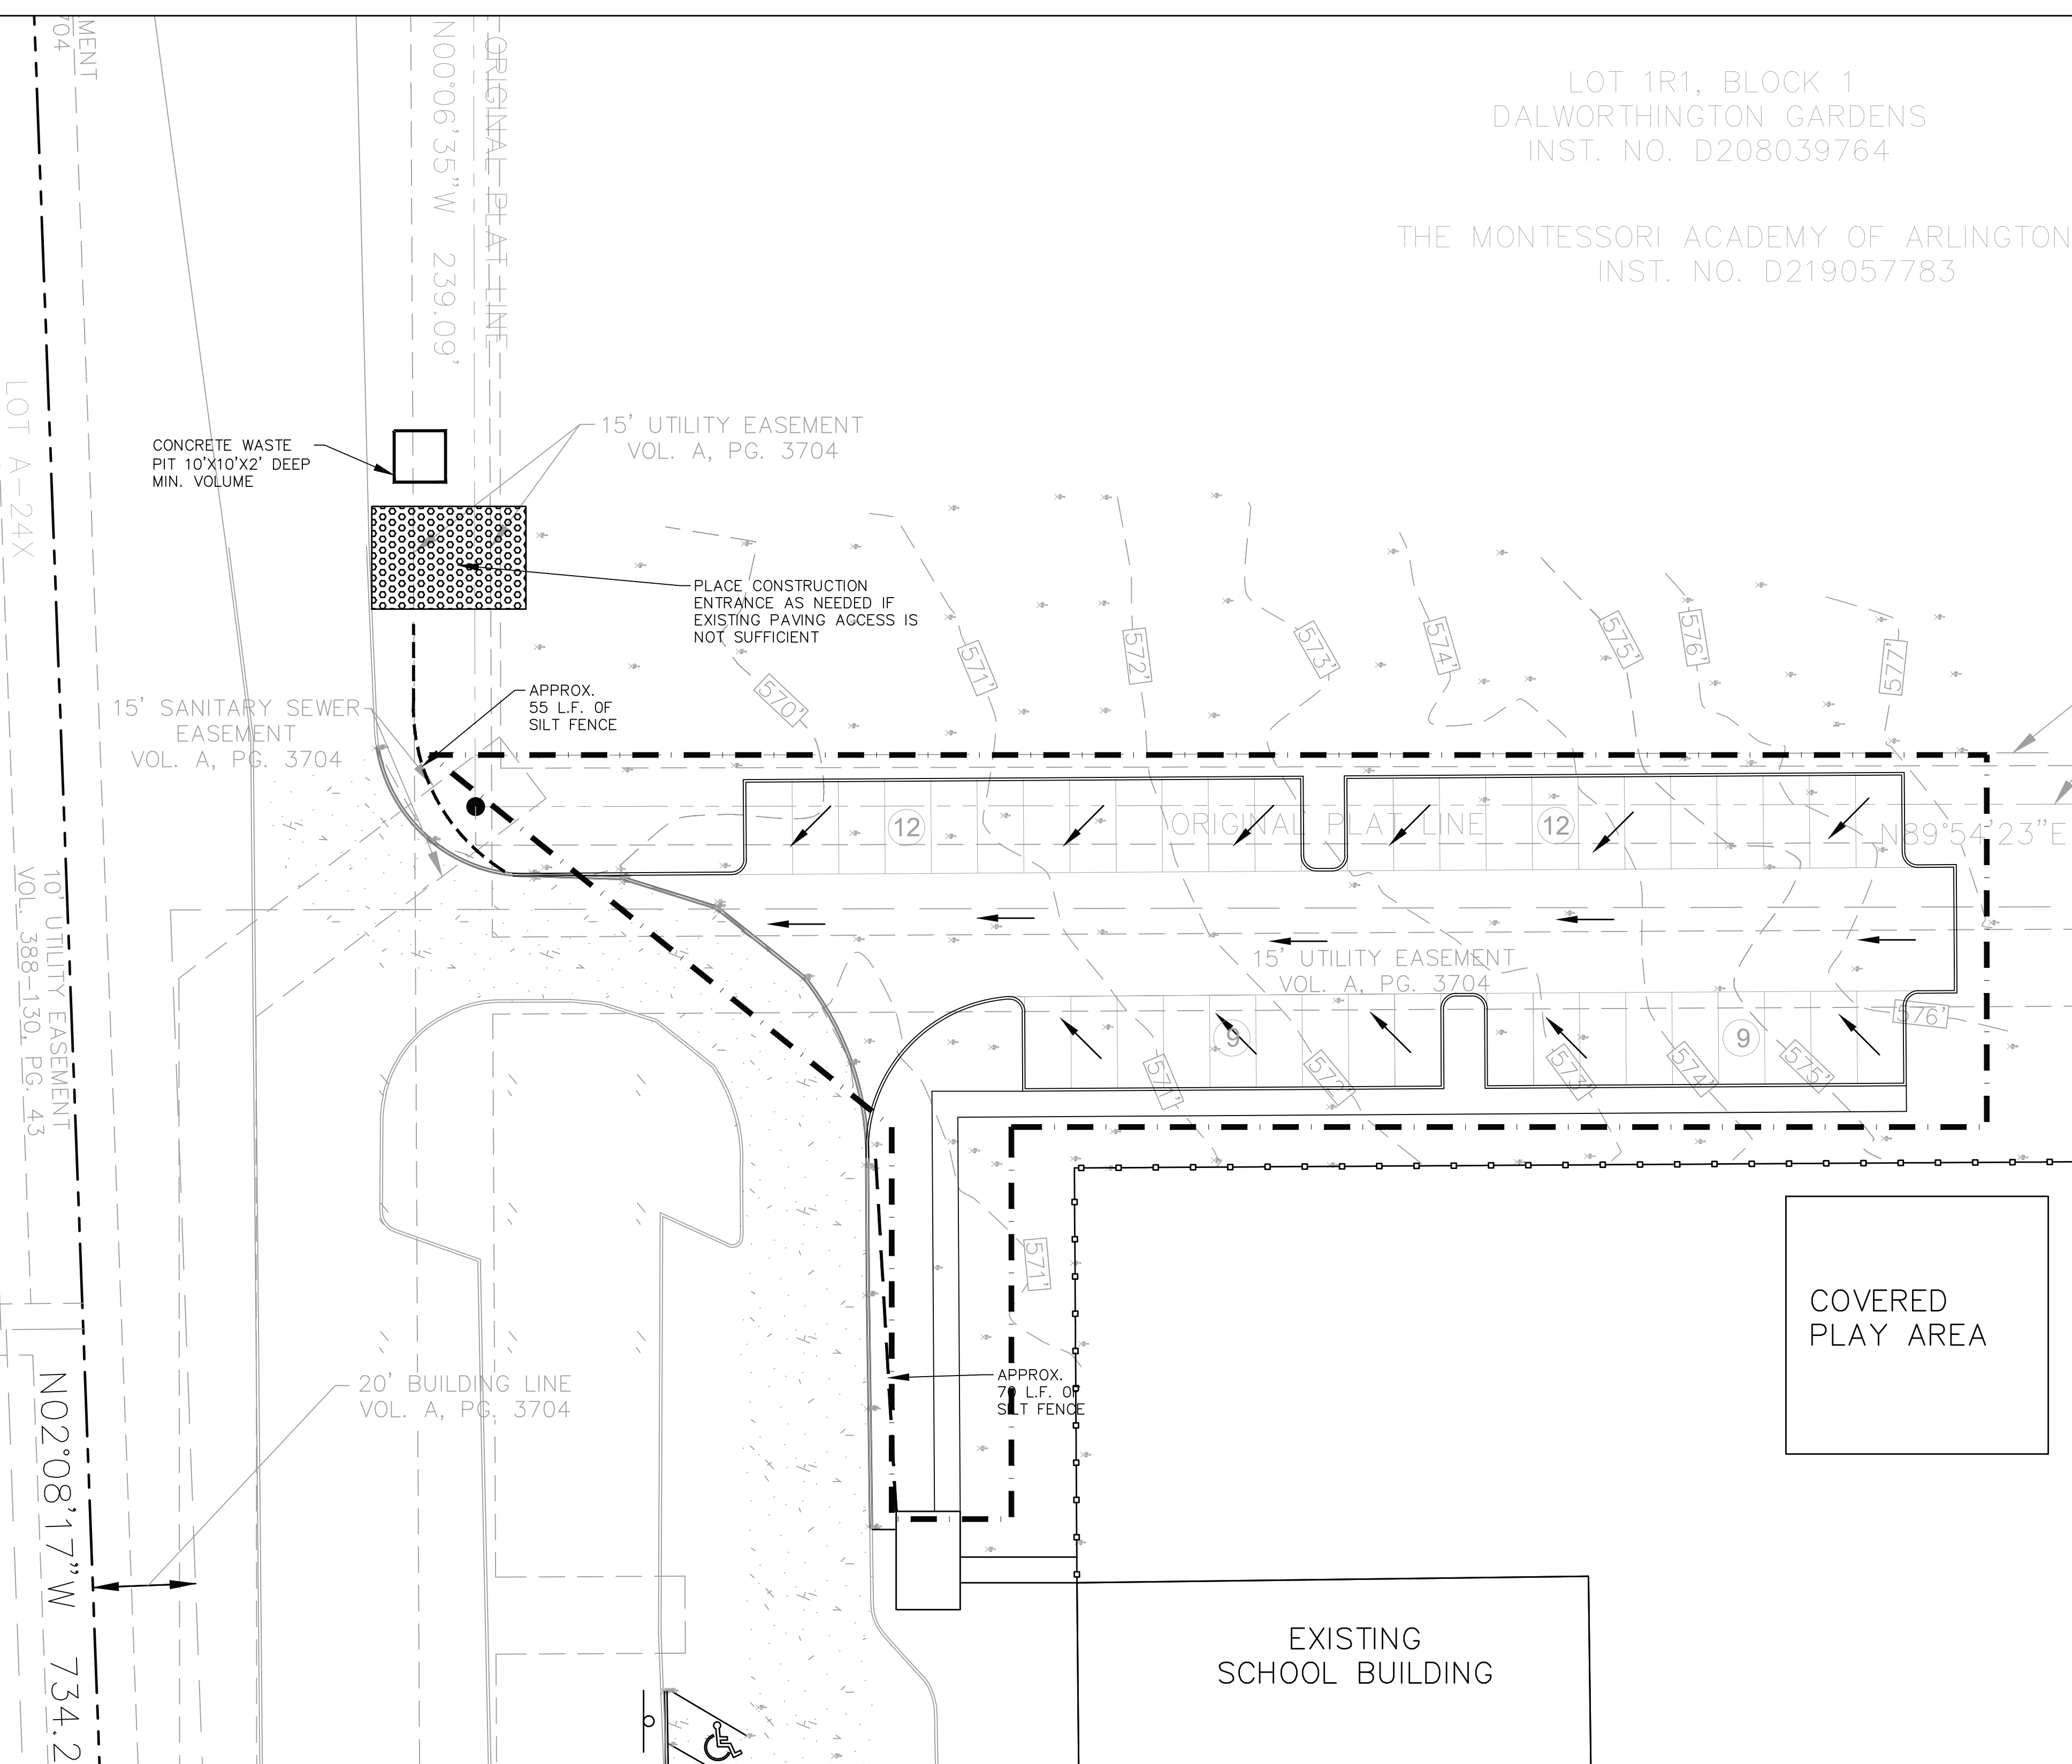 MENT
704
N00°06'35"W 239.09'
ORIGINAL PLAT LINE
LOT 1R1, BLOCK 1
DALWORTHINGTON GARDENS
INST. NO. D208039764
THE MONTESSORI ACADEMY OF ARLINGTON
INST. NO. D219057783
LOT A-24X
CONCRETE WASTE
PIT 10'X10'X2' DEEP
MIN. VOLUME
15' UTILITY EASEMENT
VOL. A, PG. 3704
PLACE CONSTRUCTION
ENTRANCE AS NEEDED IF
EXISTING PAVING ACCESS IS
NOT SUFFICIENT
570'
571'
572'
573'
574'
575'
576'
577'
APPROX.
55 L.F. OF
SILT FENCE
15' SANITARY SEWER
EASEMENT
VOL. A, PG. 3704
12
ORIGINAL PLAT LINE
12
N89°54'23"E
10' UTILITY EASEMENT
VOL. 388-130, PG. 43
15' UTILITY EASEMENT
VOL. A, PG. 3704
576'
9
9
571'
572'
573'
574'
575'
571'
COVERED
PLAY AREA
APPROX.
70 L.F. OF
SILT FENCE
20' BUILDING LINE
VOL. A, PG. 3704
N02°08'17"W 734.2
EXISTING
SCHOOL BUILDING